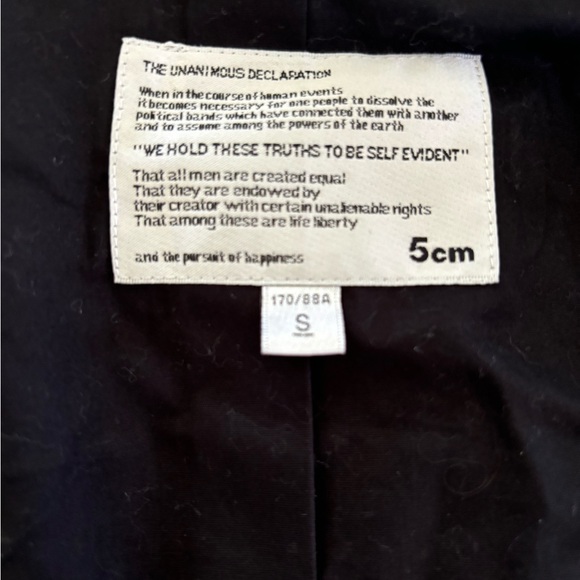 THE UNANIMOUS DECLARATION
When in the course of human events
it becomes necessary for one people to dissolve the
political bands which have connected them with another
and to assume among the powers of the earth
"WE HOLD THESE TRUTHS TO BE SELF EVIDENT"
That all men are created equal
That they are endowed by
their creator with certain unalienable rights
That among these are life liberty
and the pursuit of happiness
5cm
170/88A
S